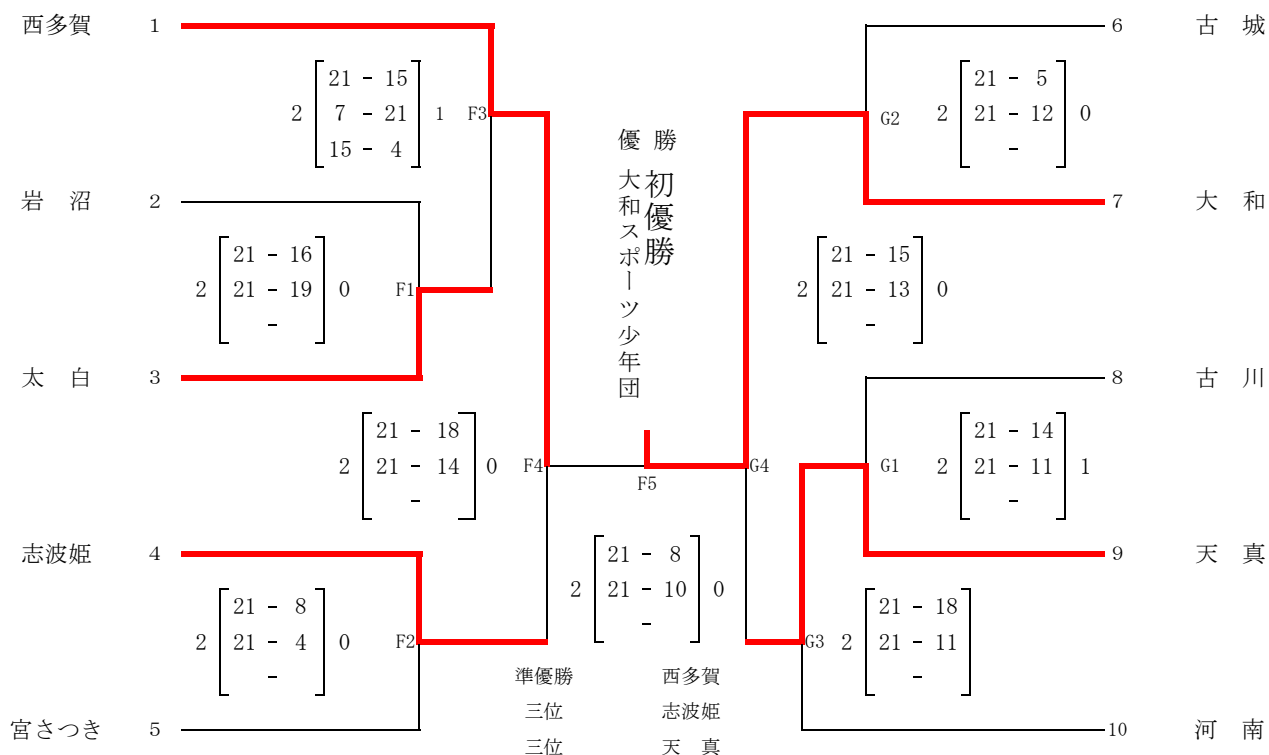 西多賀 1
21 - 15
2 7 - 21 1 F3
15 - 4
岩 沼 2
21 - 16
2 21 - 19 0 F1
-
太 白 3
21 - 18
2 21 - 14 0 F4
-
志波姫 4
21 - 8
2 21 - 4 0 F2
-
宮さつき 5
優 勝
初優勝
大和スポーツ少年団
F5
21 - 8
2 21 - 10 0
-
準優勝 西多賀
三位 志波姫
三位 天 真
6 古 城
21 - 5
G2 2 21 - 12 0
-
7 大 和
21 - 15
2 21 - 13 0
-
8 古 川
21 - 14
G4 G1 2 21 - 11 1
-
9 天 真
21 - 18
G3 2 21 - 11
-
10 河 南